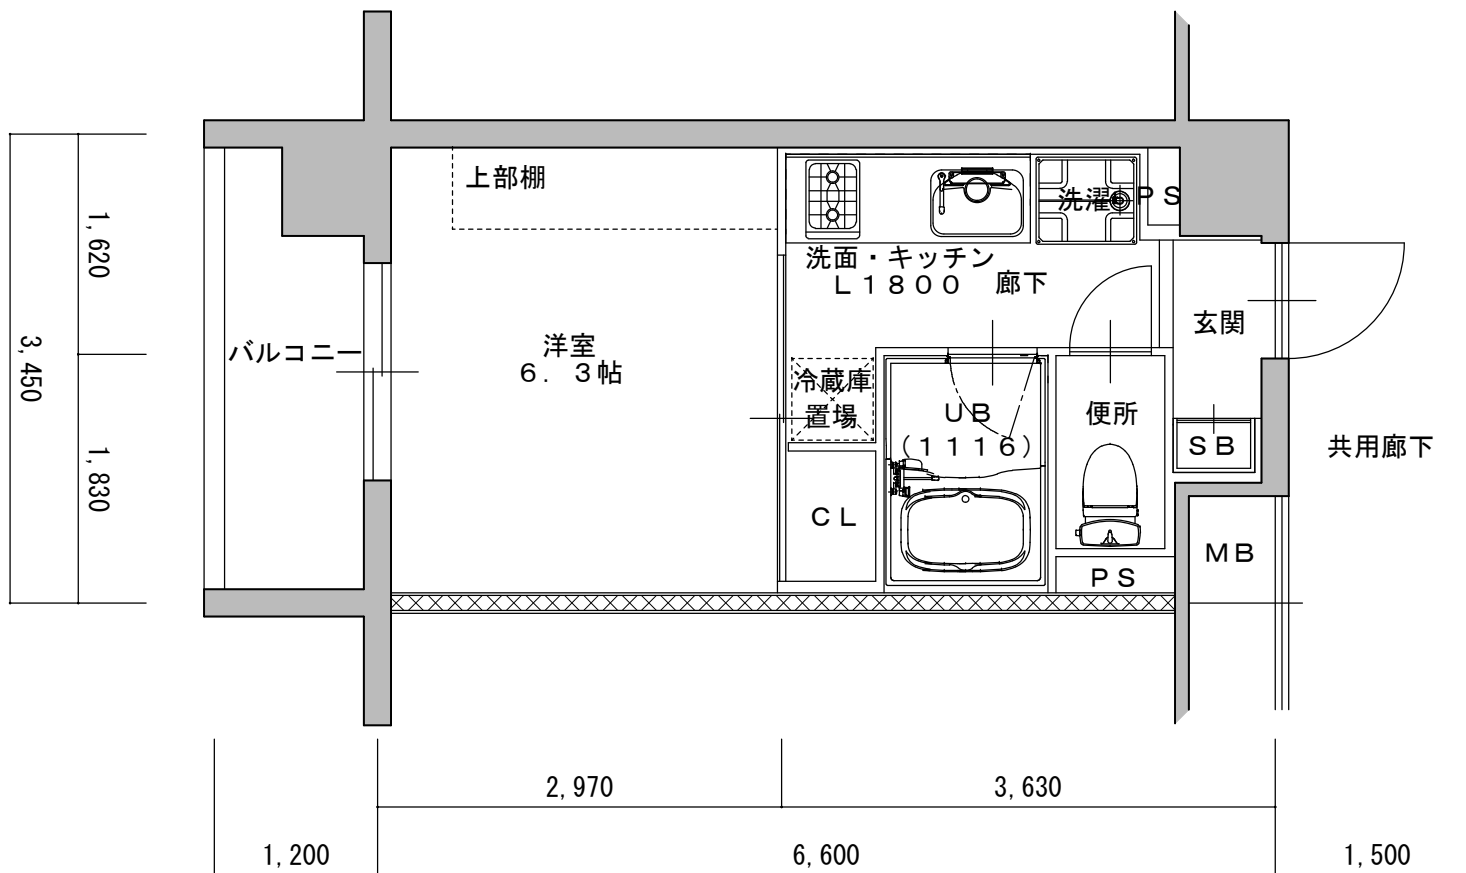 上部棚
洗濯
ＰＳ
1,620
洗面・キッチン
Ｌ１８００
廊下
玄関
3,450
バルコニー
洋室
６．３帖
冷蔵庫
置場
ＵＢ
（１１１６）
便所
ＳＢ
共用廊下
1,830
ＣＬ
ＭＢ
ＰＳ
2,970
3,630
1,200
6,600
1,500